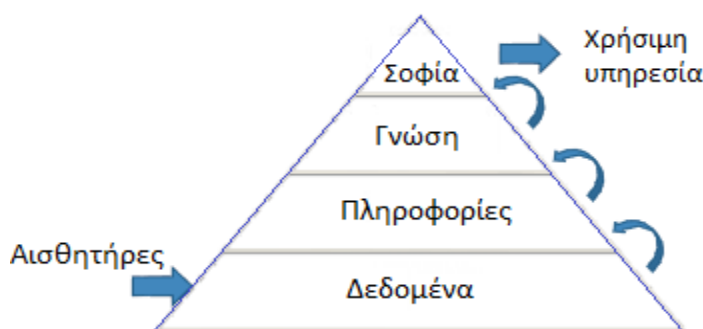 Σοφία
Χρήσιμη
υπηρεσία
Γνώση
Πληροφορίες
Αισθητήρες
Δεδομένα